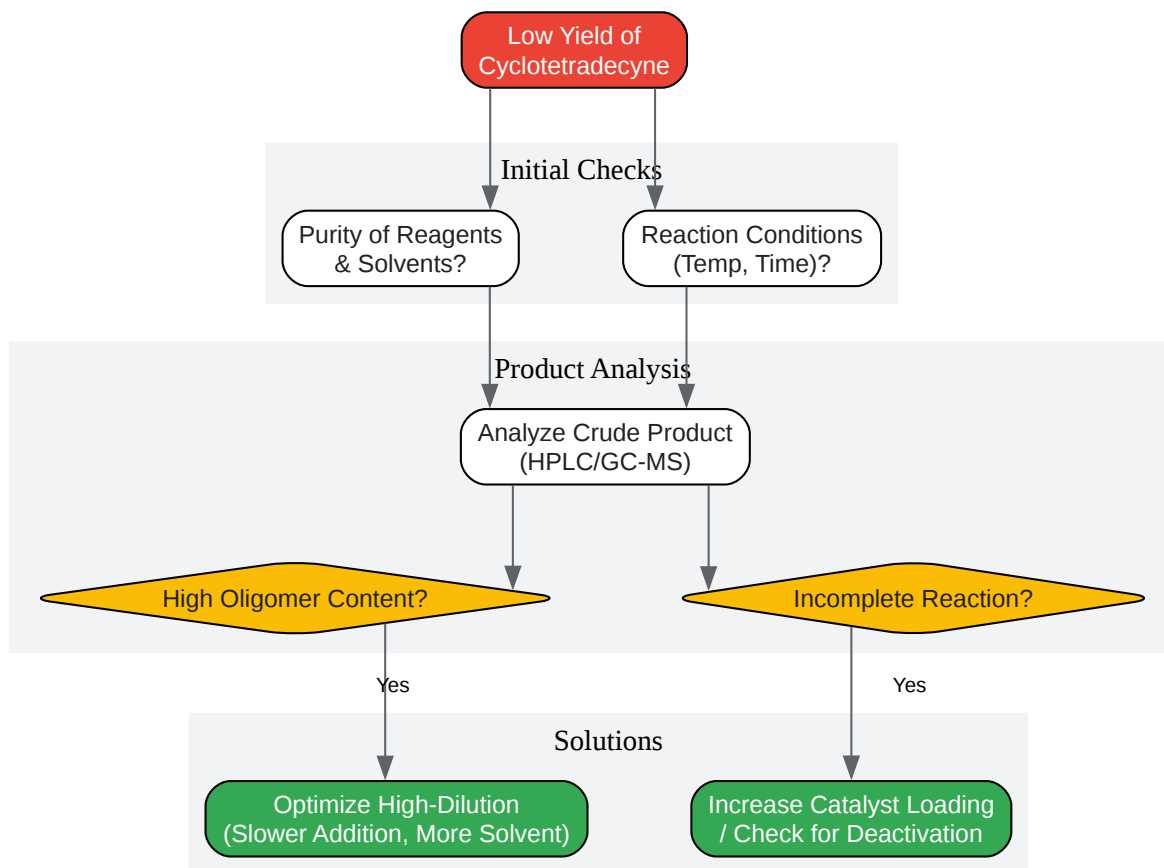 Low Yield of
Cyclotetradecyne
Initial Checks
Purity of Reagents
& Solvents?
Reaction Conditions
(Temp, Time)?
Product Analysis
Analyze Crude Product
(HPLC/GC-MS)
High Oligomer Content?
Incomplete Reaction?
Yes
Yes
Solutions
Optimize High-Dilution
(Slower Addition, More Solvent)
Increase Catalyst Loading
/ Check for Deactivation